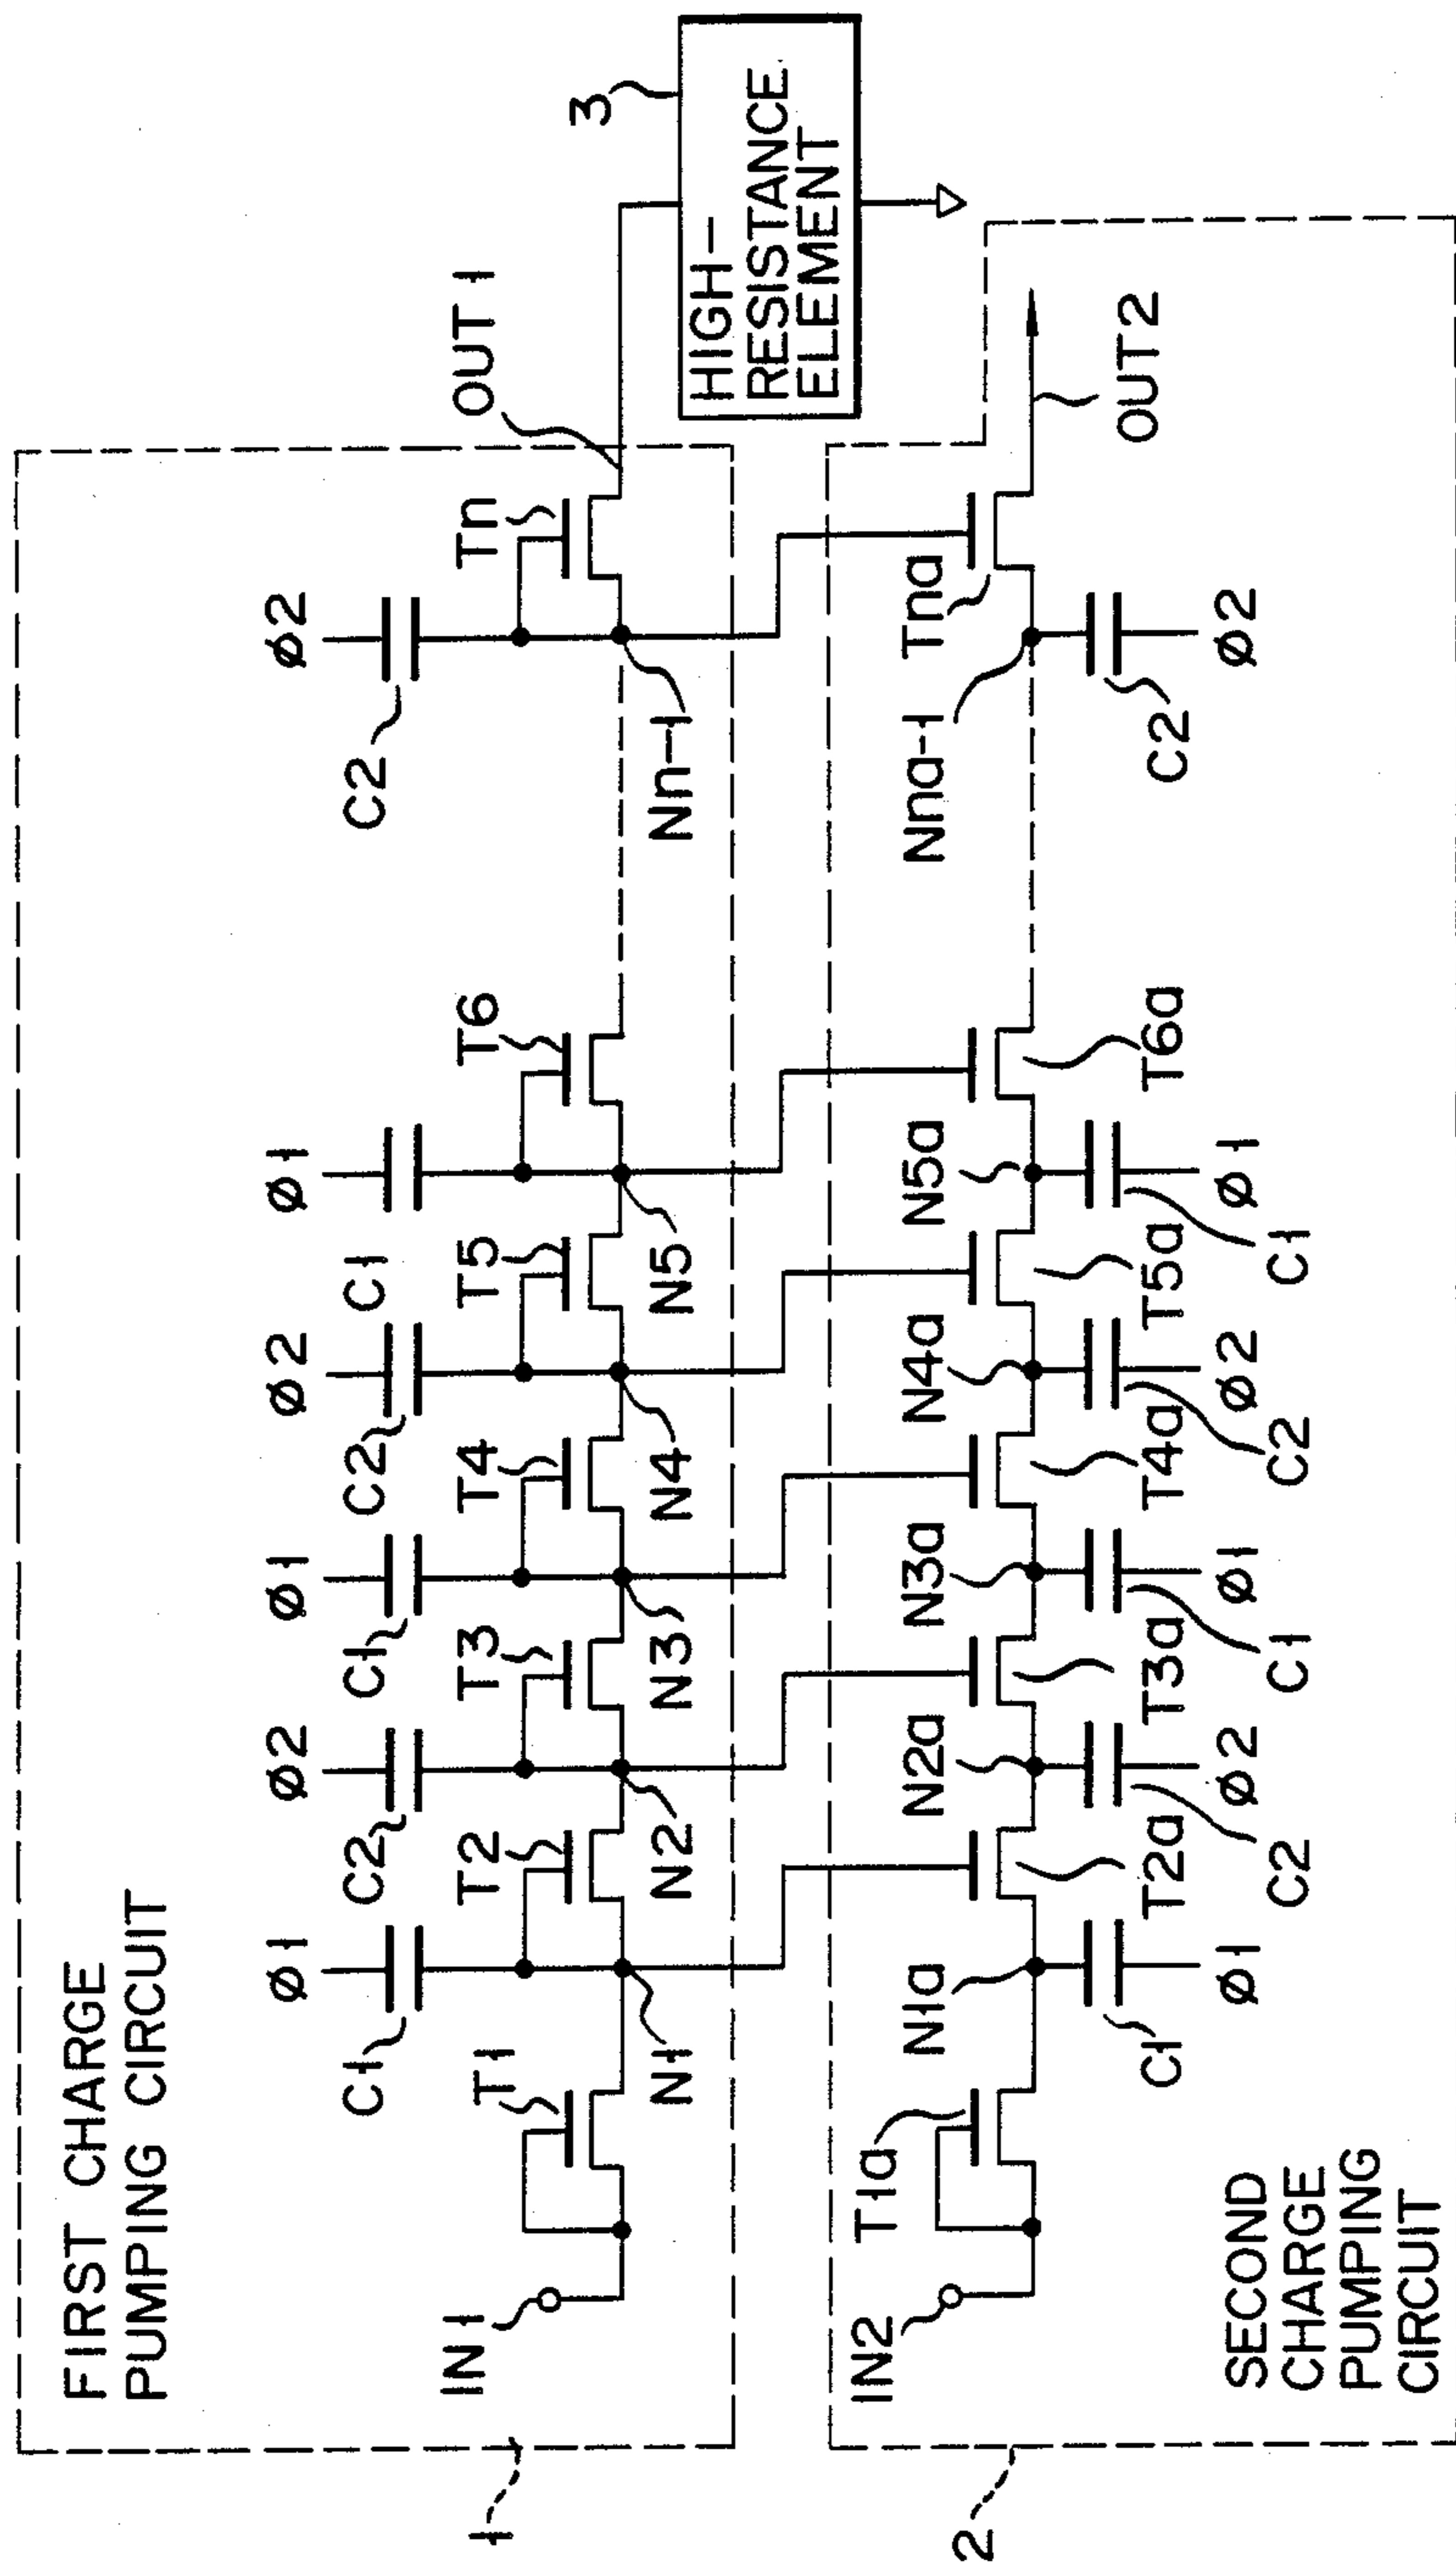 FIRST CHARGE
PUMPING CIRCUIT
ø1
ø2
ø1
ø2
ø1
ø2
C1
C2
C1
C2
C1
C2
T1
T2
T3
T4
T5
T6
Tn
OUT1
IN1
N1
N2
N3
N4
N5
Nn-1
1
3
HIGH-
RESISTANCE
ELEMENT
IN2
T1a
N1a
N2a
N3a
N4a
N5a
Nna-1
Tna
OUT2
C1
T2a
T3a
T4a
T5a
T6a
C2
ø1
ø2
ø1
ø2
ø1
ø2
C2
C1
C2
C1
SECOND
CHARGE
PUMPING
CIRCUIT
2